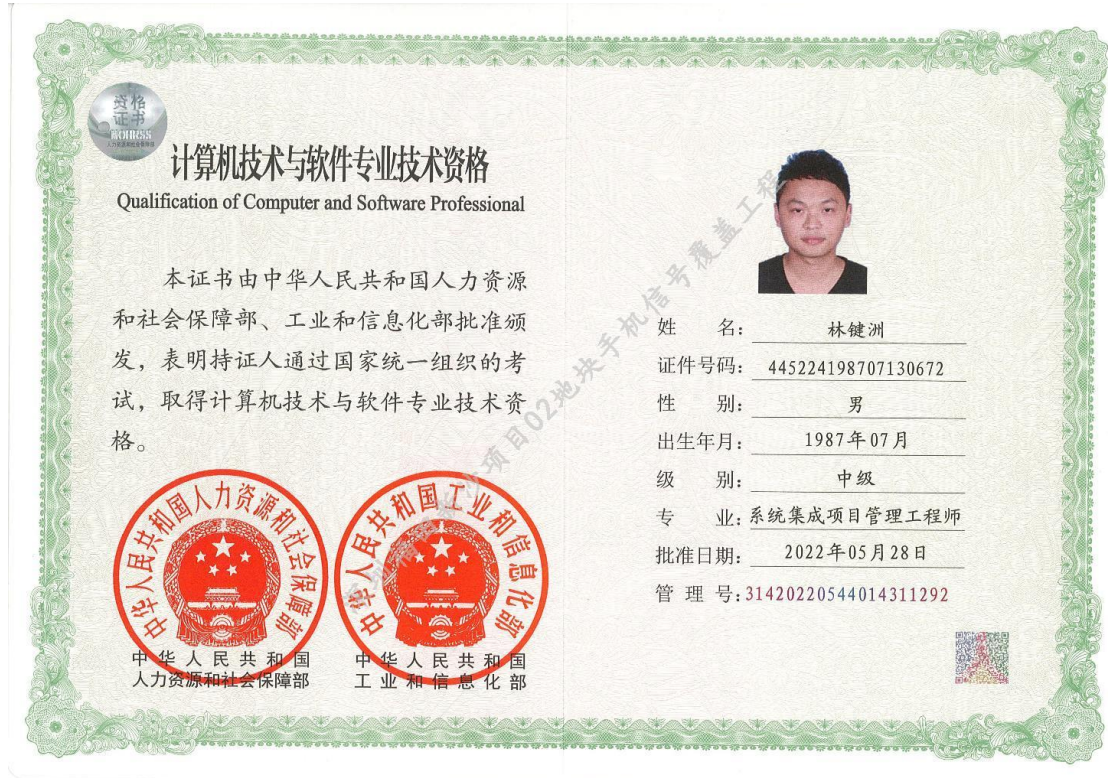 资格
证书
MOHRSS
人力资源和社会保障部
计算机技术与软件专业技术资格
Qualification of Computer and Software Professional
本证书由中华人民共和国人力资源
和社会保障部、工业和信息化部批准颁
发，表明持证人通过国家统一组织的考
试，取得计算机技术与软件专业技术资
格。
中华人民共和国人力资源和社会保障部
中华人民共和国工业和信息化部
中华人民共和国
人力资源和社会保障部
中华人民共和国
工业和信息化部
姓名：林键洲
证件号码：445224198707130672
性别：男
出生年月：1987年07月
级别：中级
专业：系统集成项目管理工程师
批准日期：2022年05月28日
管理号：31420220544014311292
项目02地块手机信号覆盖工程